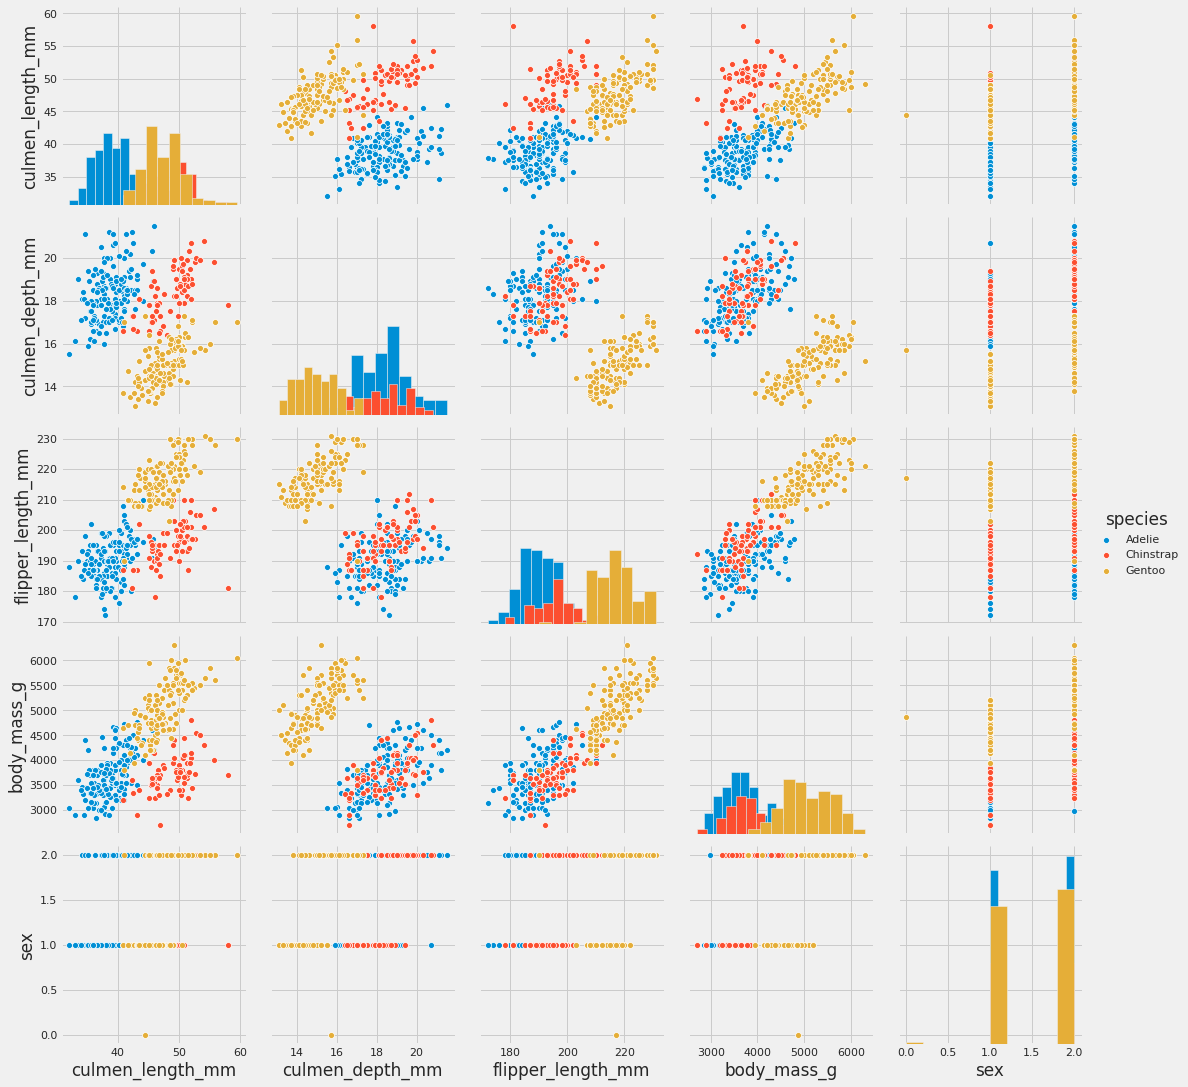 culmen_length_mm
60
55
50
45
40
35
culmen_depth_mm
20
18
16
14
flipper_length_mm
230
220
210
200
190
180
170
species
Adelie
Chinstrap
Gentoo
body_mass_g
6000
5500
5000
4500
4000
3500
3000
sex
2.0
1.5
1.0
0.5
0.0
40 50 60
14 16 18 20
180 200 220
3000 4000 5000 6000
0.0 0.5 1.0 1.5 2.0
culmen_length_mm
culmen_depth_mm
flipper_length_mm
body_mass_g
sex